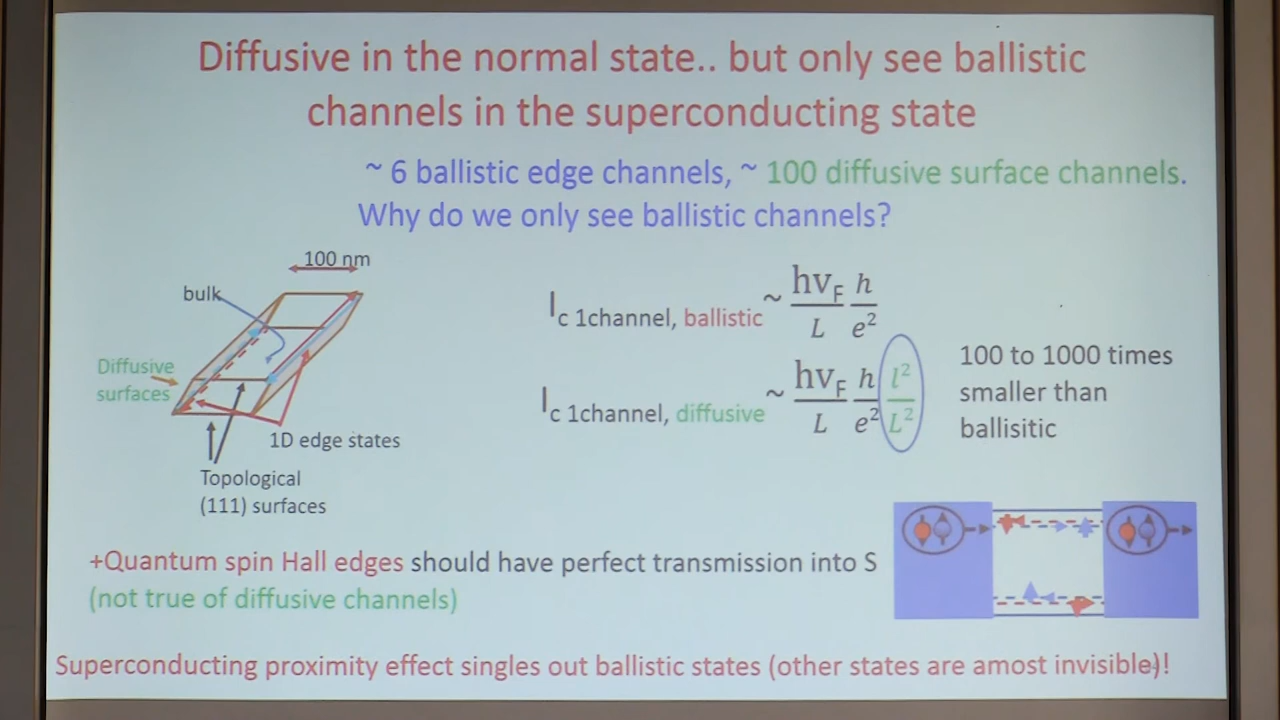 Diffusive in the normal state.. but only see ballistic
channels in the superconducting state
~ 6 ballistic edge channels, ~ 100 diffusive surface channels.
Why do we only see ballistic channels?
100 nm
bulk
Diffusive
surfaces
1D edge states
Topological
(111) surfaces
I_c 1channel, ballistic ~ hv_F/L h/e²
I_c 1channel, diffusive ~ hv_F/L h/e² l²/L²
100 to 1000 times
smaller than
ballisitic
+Quantum spin Hall edges should have perfect transmission into S
(not true of diffusive channels)
Superconducting proximity effect singles out ballistic states (other states are amost invisible)!